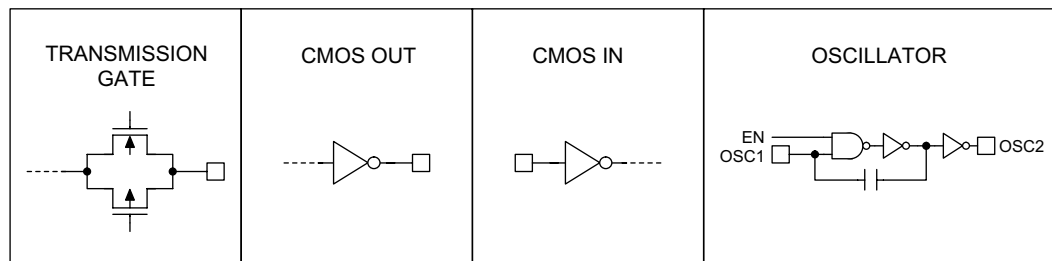 TRANSMISSION
GATE
CMOS OUT
CMOS IN
OSCILLATOR
EN
OSC1
OSC2